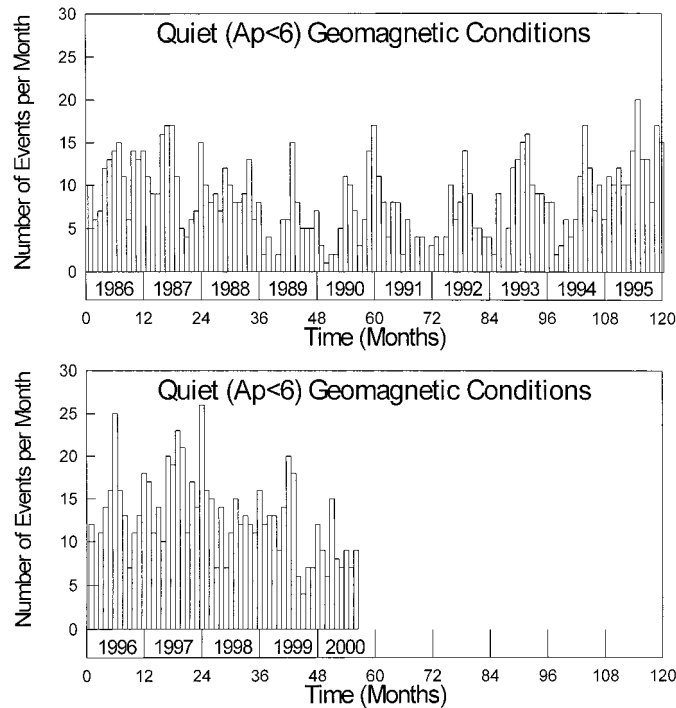 30
Quiet (Ap<6) Geomagnetic Conditions
25
20
15
10
5
0
Number of Events per Month
1986 1987 1988 1989 1990 1991 1992 1993 1994 1995
0 12 24 36 48 60 72 84 96 108 120
Time (Months)
30
Quiet (Ap<6) Geomagnetic Conditions
25
20
15
10
5
0
Number of Events per Month
1996 1997 1998 1999 2000
0 12 24 36 48 60 72 84 96 108 120
Time (Months)